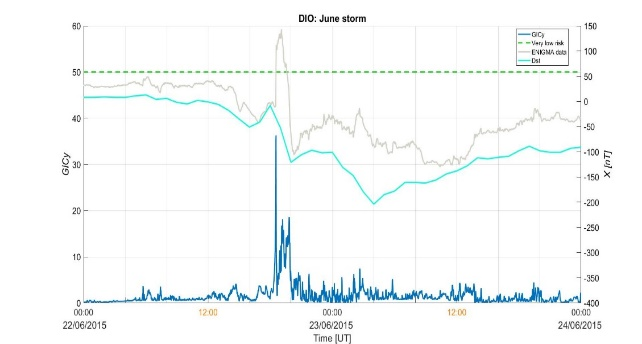 DIO: June storm
60
50
40
30
20
10
0
GICy
150
100
50
0
-50
-100
-150
-200
-250
-300
-350
-400
X [nT]
GICy
Very low risk
ENIGMA data
Dst
00:00 12:00 00:00 12:00 00:00
22/06/2015 23/06/2015 24/06/2015
Time [UT]